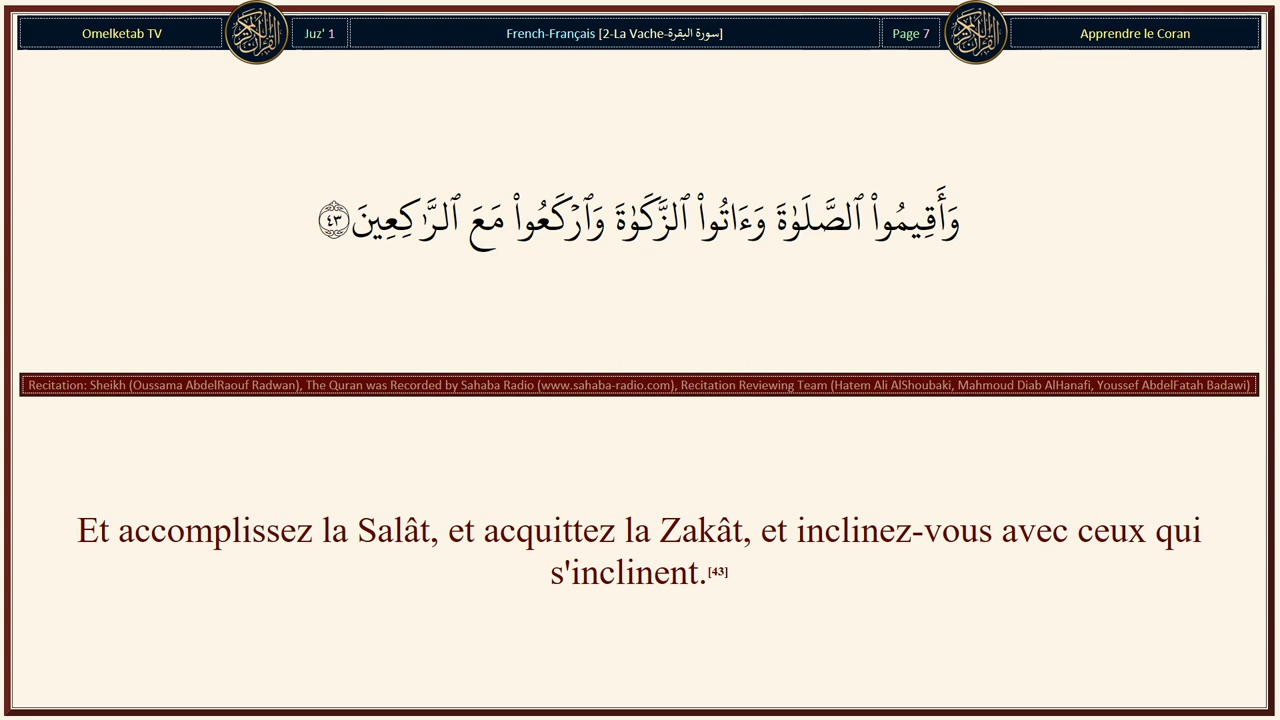 Omelketab TV
Juz' 1
French-Français [2-La Vache-سورة البقرة]
Page 7
Apprendre le Coran
وَأَقِيمُوا۟ ٱلصَّلَوٰةَ وَءَاتُوا۟ ٱلزَّكَوٰةَ وَٱرْكَعُوا۟ مَعَ ٱلرَّٰكِعِينَ ٤٣
Recitation: Sheikh (Oussama AbdelRaouf Radwan), The Quran was Recorded by Sahaba Radio (www.sahaba-radio.com), Recitation Reviewing Team (Hatem Ali AlShoubaki, Mahmoud Diab AlHanafi, Youssef AbdelFatah Badawi)
Et accomplissez la Salât, et acquittez la Zakât, et inclinez-vous avec ceux qui
s'inclinent.[43]